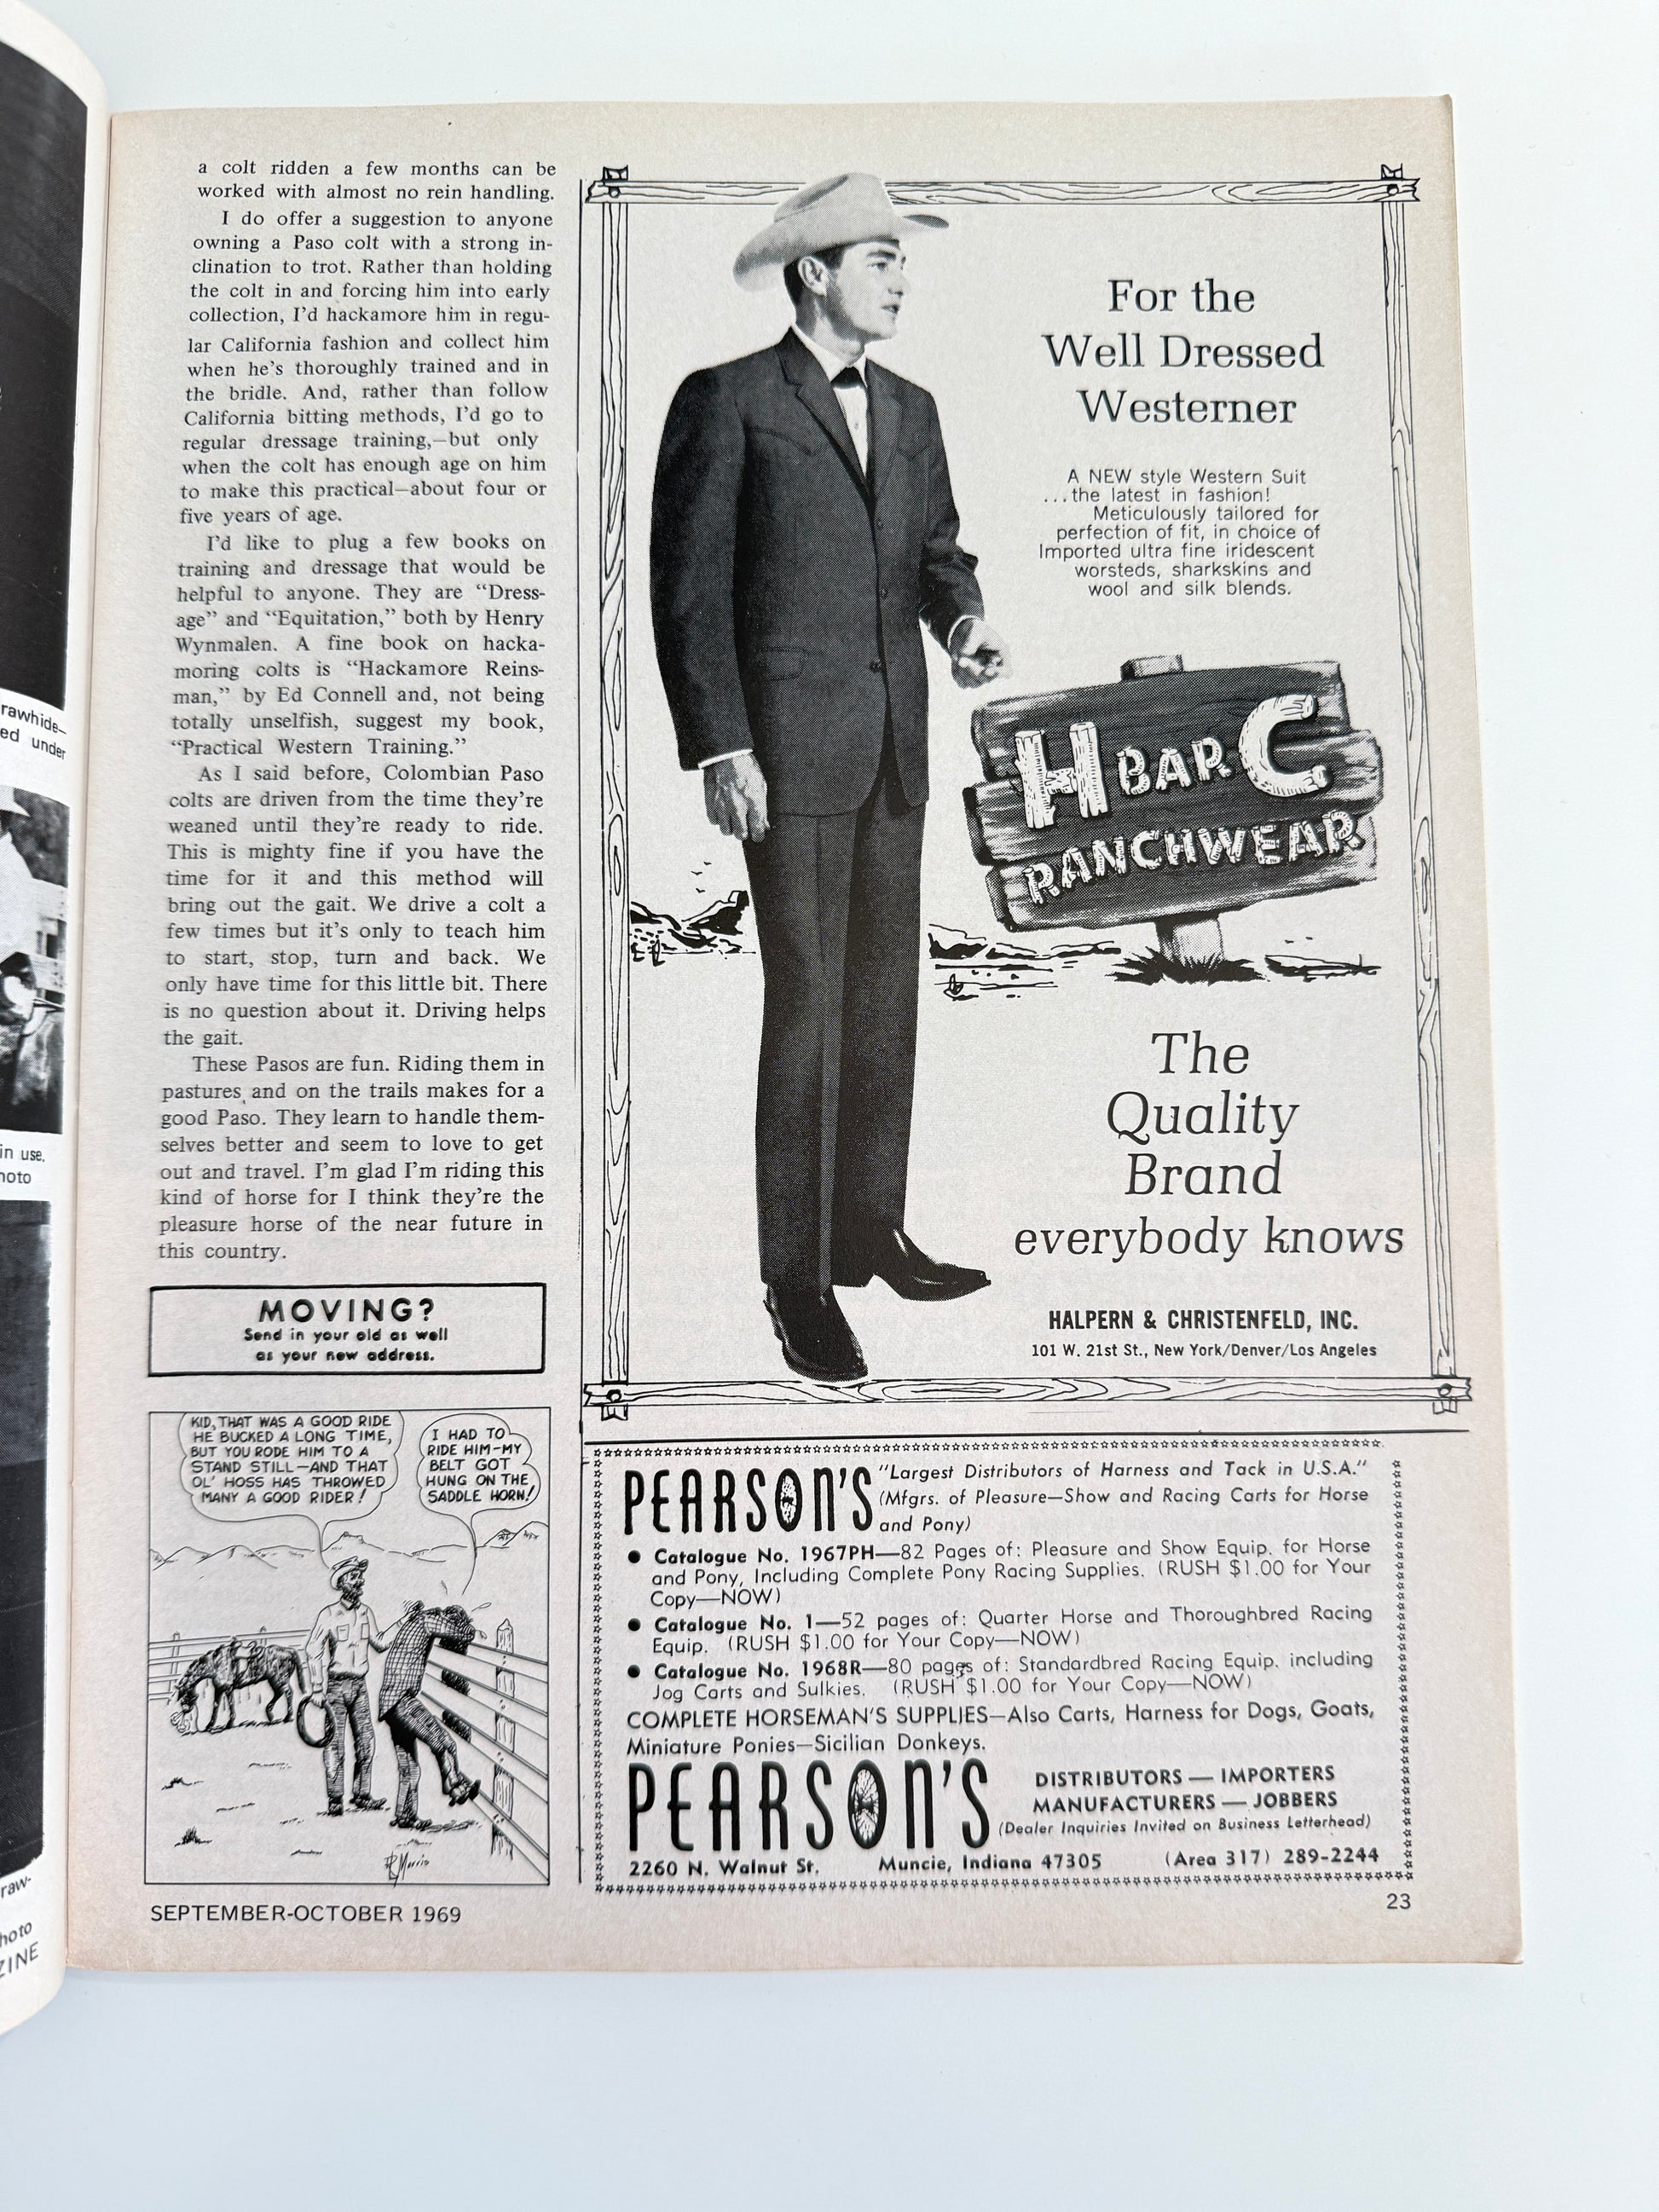 rawhide—
ed under
in use.
hoto
raw-
hoto
ZINE
a colt ridden a few months can be
worked with almost no rein handling.
I do offer a suggestion to anyone
owning a Paso colt with a strong in-
clination to trot. Rather than holding
the colt in and forcing him into early
collection, I'd hackamore him in regu-
lar California fashion and collect him
when he's thoroughly trained and in
the bridle. And, rather than follow
California bitting methods, I'd go to
regular dressage training,—but only
when the colt has enough age on him
to make this practical—about four or
five years of age.
I'd like to plug a few books on
training and dressage that would be
helpful to anyone. They are "Dress-
age" and "Equitation," both by Henry
Wynmalen. A fine book on hacka-
moring colts is "Hackamore Reins-
man," by Ed Connell and, not being
totally unselfish, suggest my book,
"Practical Western Training."
As I said before, Colombian Paso
colts are driven from the time they're
weaned until they're ready to ride.
This is mighty fine if you have the
time for it and this method will
bring out the gait. We drive a colt a
few times but it's only to teach him
to start, stop, turn and back. We
only have time for this little bit. There
is no question about it. Driving helps
the gait.
These Pasos are fun. Riding them in
pastures and on the trails makes for a
good Paso. They learn to handle them-
selves better and seem to love to get
out and travel. I'm glad I'm riding this
kind of horse for I think they're the
pleasure horse of the near future in
this country.
MOVING?
Send in your old as well
as your new address.
KID, THAT WAS A GOOD RIDE
HE BUCKED A LONG TIME,
BUT YOU RODE HIM TO A
STAND STILL—AND THAT
OL' HOSS HAS THROWED
MANY A GOOD RIDER!
I HAD TO
RIDE HIM—MY
BELT GOT
HUNG ON THE
SADDLE HORN!
R Morris
SEPTEMBER-OCTOBER 1969
For the
Well Dressed
Westerner
A NEW style Western Suit
...the latest in fashion!
Meticulously tailored for
perfection of fit, in choice of
Imported ultra fine iridescent
worsteds, sharkskins and
wool and silk blends.
H BAR C
RANCHWEAR
The
Quality
Brand
everybody knows
HALPERN & CHRISTENFELD, INC.
101 W. 21st St., New York/Denver/Los Angeles
PEARSON'S "Largest Distributors of Harness and Tack in U.S.A."
(Mfgrs. of Pleasure—Show and Racing Carts for Horse
and Pony)
● Catalogue No. 1967PH—82 Pages of: Pleasure and Show Equip. for Horse
and Pony, Including Complete Pony Racing Supplies. (RUSH $1.00 for Your
Copy—NOW)
● Catalogue No. 1—52 pages of: Quarter Horse and Thoroughbred Racing
Equip. (RUSH $1.00 for Your Copy—NOW)
● Catalogue No. 1968R—80 pages of: Standardbred Racing Equip. including
Jog Carts and Sulkies. (RUSH $1.00 for Your Copy—NOW)
COMPLETE HORSEMAN'S SUPPLIES—Also Carts, Harness for Dogs, Goats,
Miniature Ponies—Sicilian Donkeys.
PEARSON'S
DISTRIBUTORS — IMPORTERS
MANUFACTURERS — JOBBERS
(Dealer Inquiries Invited on Business Letterhead)
2260 N. Walnut St. Muncie, Indiana 47305 (Area 317) 289-2244
23